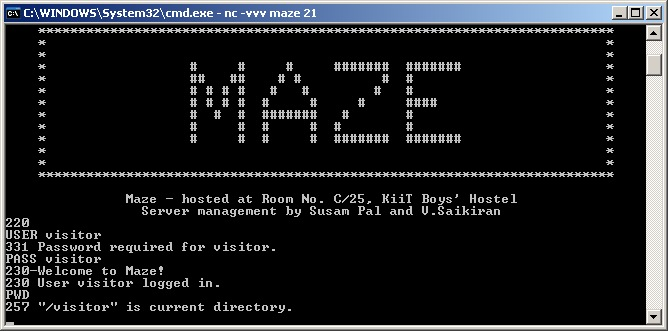 C:\WINDOWS\System32\cmd.exe - nc -vvv maze 21
MAZE
Maze - hosted at Room No. C/25, KiiT Boys' Hostel
Server management by Susam Pal and V.Saikiran
220
USER visitor
331 Password required for visitor.
PASS visitor
230-Welcome to Maze!
230 User visitor logged in.
PWD
257 "/visitor" is current directory.